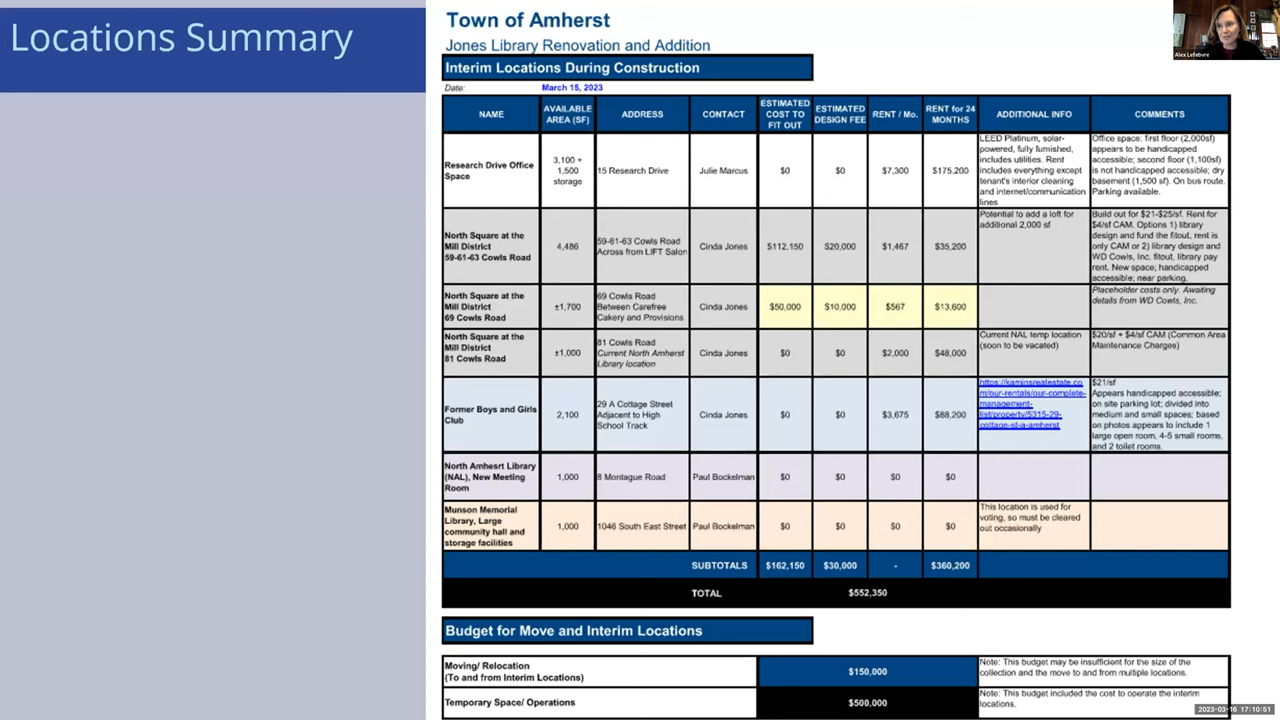 Locations Summary
Town of Amherst
Jones Library Renovation and Addition
Interim Locations During Construction
Date: March 15, 2023
NAME
AVAILABLE
AREA (SF)
ADDRESS
CONTACT
ESTIMATED
COST TO
FIT OUT
ESTIMATED
DESIGN FEE
RENT / Mo.
RENT for 24
MONTHS
ADDITIONAL INFO
COMMENTS
Research Drive Office
Space
3,100 +
1,500
storage
15 Research Drive
Julie Marcus
$0
$0
$7,300
$175,200
LEED Platinum, solar-
powered, fully furnished,
includes utilities. Rent
includes everything except
tenant's interior cleaning
and internet/communication
lines
Office space: first floor (2,000sf)
appears to be handicapped
accessible; second floor (1,100sf)
is not handicapped accessible; dry
basement (1,500 sf). On bus route.
Parking available.
North Square at the
Mill District
59-61-63 Cowls Road
4,486
59-61-63 Cowls Road
Across from LIFT Salon
Cinda Jones
$112,150
$20,000
$1,467
$35,200
Potential to add a loft for
additional 2,000 sf
Build out for $21-$25/sf. Rent for
$4/sf CAM. Options 1) library
design and fund the fitout, rent is
only CAM or 2) library design and
WD Cowls, Inc. fitout, library pay
rent. New space; handicapped
accessible; near parking.
North Square at the
Mill District
69 Cowls Road
±1,700
69 Cowls Road
Between Carefree
Cakery and Provisions
Cinda Jones
$50,000
$10,000
$567
$13,600
Placeholder costs only. Awaiting
details from WD Cowls, Inc.
North Square at the
Mill District
81 Cowls Road
±1,000
81 Cowls Road
Current North Amherst
Library location
Cinda Jones
$0
$0
$2,000
$48,000
Current NAL temp location
(soon to be vacated)
$20/sf + $4/sf CAM (Common Area
Maintenance Charges)
Former Boys and Girls
Club
2,100
29 A Cottage Street
Adjacent to High
School Track
Cinda Jones
$0
$0
$3,675
$88,200
https://kaminsrealestate.co
m/our-rentals/our-complete-
management-
list/property/5315-29-
cottage-st-a-amherst
$21/sf
Appears handicapped accessible;
on site parking lot; divided into
medium and small spaces; based
on photos appears to include 1
large open room, 4-5 small rooms,
and 2 toilet rooms.
North Amhesrt Library
(NAL), New Meeting
Room
1,000
8 Montague Road
Paul Bockelman
$0
$0
$0
$0
Munson Memorial
Library, Large
community hall and
storage facilities
1,000
1046 South East Street
Paul Bockelman
$0
$0
$0
$0
This location is used for
voting, so must be cleared
out occasionally
SUBTOTALS
$162,150
$30,000
-
$360,200
TOTAL
$552,350
Budget for Move and Interim Locations
Moving/ Relocation
(To and from Interim Locations)
$150,000
Note: This budget may be insufficient for the size of the
collection and the move to and from multiple locations.
Temporary Space/ Operations
$500,000
Note: This budget included the cost to operate the interim
locations.
Alex Lefebvre
2023-03-16 17:10:51